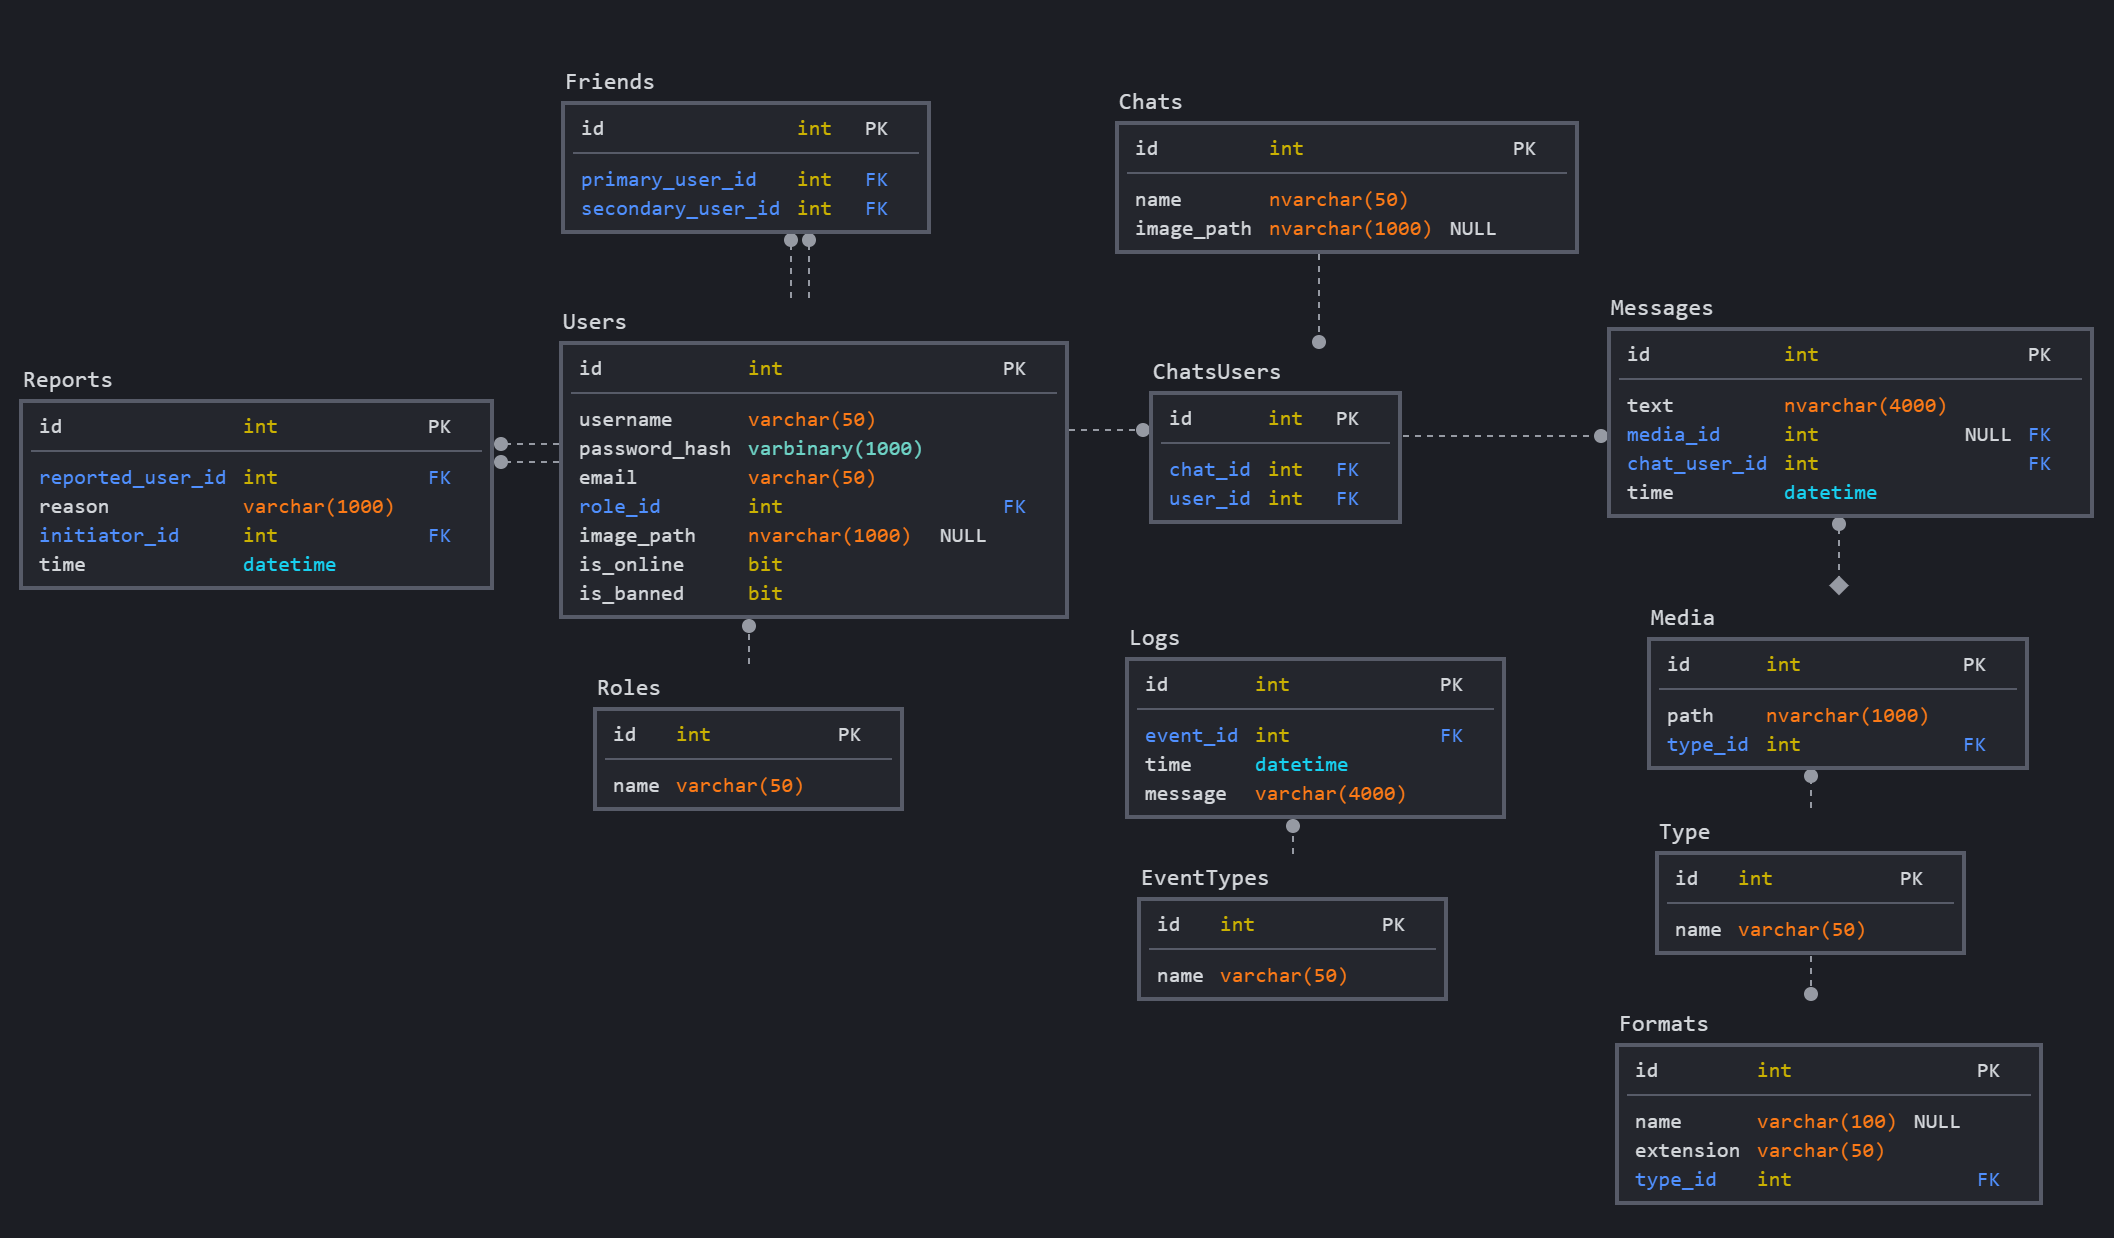 Friends
id int PK
primary_user_id int FK
secondary_user_id int FK
Chats
id int PK
name nvarchar(50)
image_path nvarchar(1000) NULL
Users
id int PK
username varchar(50)
password_hash varbinary(1000)
email varchar(50)
role_id int FK
image_path nvarchar(1000) NULL
is_online bit
is_banned bit
Messages
id int PK
text nvarchar(4000)
media_id int NULL FK
chat_user_id int FK
time datetime
Reports
id int PK
reported_user_id int FK
reason varchar(1000)
initiator_id int FK
time datetime
ChatsUsers
id int PK
chat_id int FK
user_id int FK
Logs
id int PK
event_id int FK
time datetime
message varchar(4000)
Media
id int PK
path nvarchar(1000)
type_id int FK
Roles
id int PK
name varchar(50)
Type
id int PK
name varchar(50)
EventTypes
id int PK
name varchar(50)
Formats
id int PK
name varchar(100) NULL
extension varchar(50)
type_id int FK